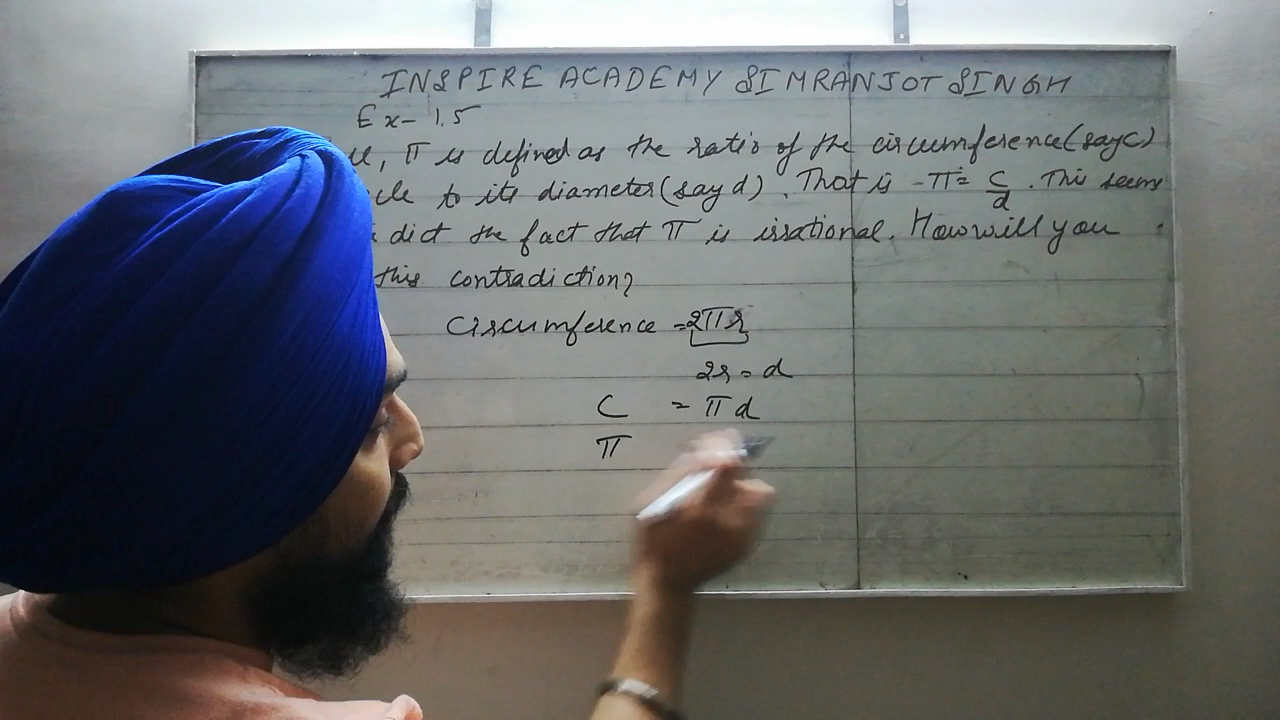 INSPIRE ACADEMY SIMRANJOT SINGH
Ex- 1.5
π is defined as the ratio of the circumference (say c)
to its diameter (say d). That is - π = c/d. This seems
dict the fact that π is irrational. How will you
this contradiction?
Circumference = 2πr
2r = d
C = πd
π